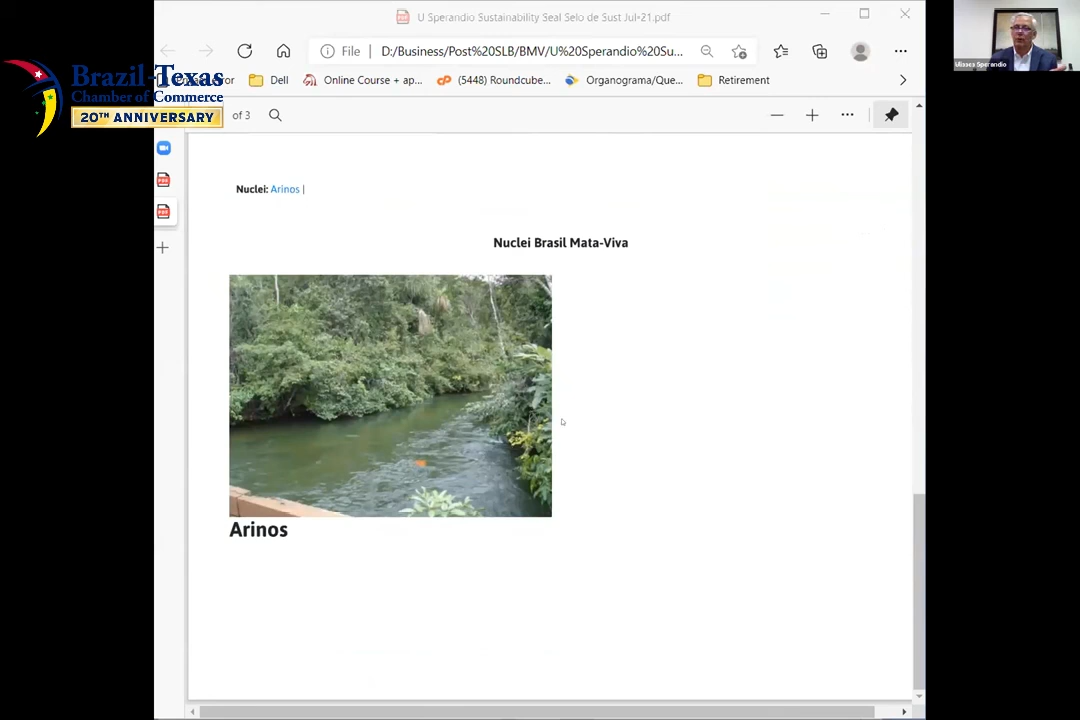 U Sperandio Sustainability Seal Selo de Sust Jul-21.pdf
File
D:/Business/Post%20SLB/BMV/U%20Sperandio%20Su...
Dell
Online Course + ap...
(5448) Roundcube...
Organograma/Que...
Retirement
Brazil-Texas
Chamber of Commerce
20TH ANNIVERSARY
of 3
Nuclei: Arinos |
Nuclei Brasil Mata-Viva
Arinos
Ulisses Sperandio